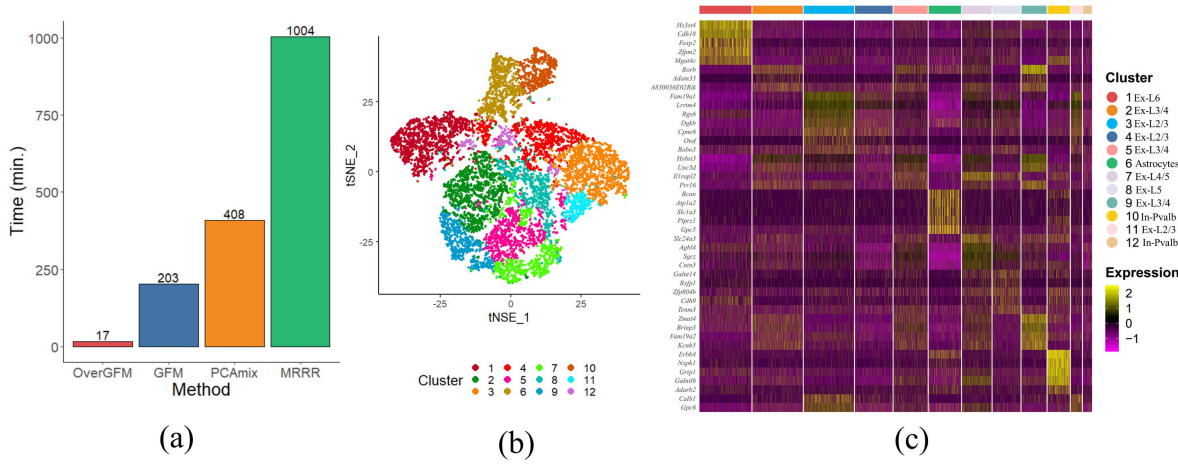 Time (min.)
1000
750
500
250
0
17
203
408
1004
OverGFM GFM PCAmix MRRR
Method
(a)
tSNE_2
25
0
-25
-25 0 25
tNSE_1
Cluster
1 4 7 10
2 5 8 11
3 6 9 12
(b)
(c)
Hs3st4
Cdh18
Foxp2
Zfpm2
Mgat4c
Rorb
Adam33
A830036E02Rik
Fam19a1
Lrrtm4
Rgs6
Dgkb
Cpne6
Otof
Robo3
Hs6st3
Unc5d
Il1rapl2
Prr16
Bcan
Atp1a2
Slc1a3
Ptprz1
Gpc5
Slc24a3
Agbl4
Sgcz
Cntn5
Galnt14
Rxfp1
Zfp804b
Cdh9
Tenm3
Zmat4
Brinp3
Fam19a2
Kcnh5
Erbb4
Nxph1
Grip1
Galntl6
Adarb2
Calb1
Gpc6
Cluster
1 Ex-L6
2 Ex-L3/4
3 Ex-L2/3
4 Ex-L2/3
5 Ex-L3/4
6 Astrocytes
7 Ex-L4/5
8 Ex-L5
9 Ex-L3/4
10 In-Pvalb
11 Ex-L2/3
12 In-Pvalb
Expression
2
1
0
-1